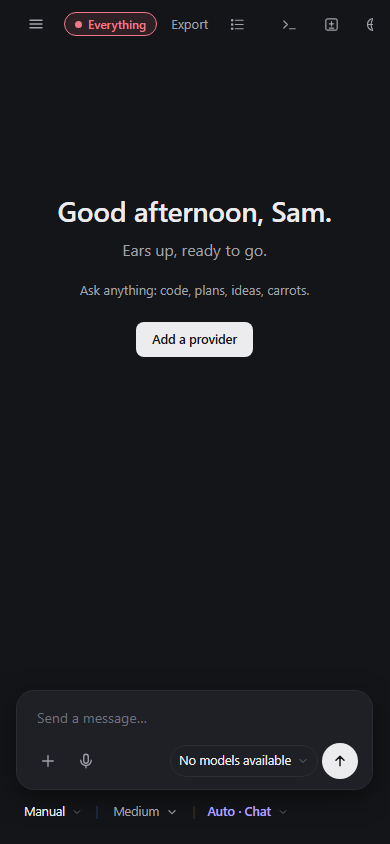 Everything Export
Good afternoon, Sam.
Ears up, ready to go.
Ask anything: code, plans, ideas, carrots.
Add a provider
Send a message...
No models available
Manual Medium Auto · Chat